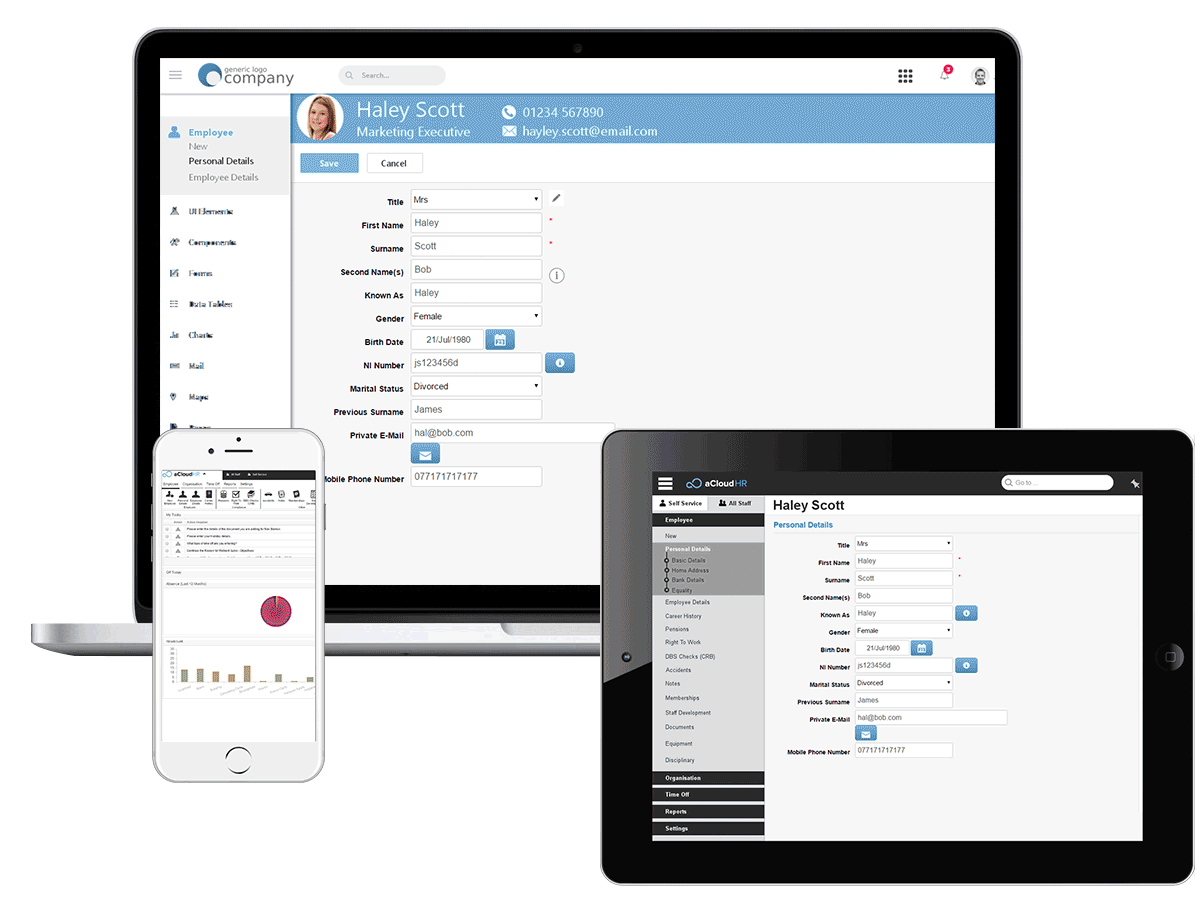 generic logo
company
Search...
3
Haley Scott
Marketing Executive
01234 567890
hayley.scott@email.com
Employee
New
Personal Details
Employee Details
UI Elements
Components
Forms
Data Tables
Charts
Mail
Maps
Save
Cancel
Title Mrs
First Name Haley *
Surname Scott *
Second Name(s) Bob
Known As Haley
Gender Female
Birth Date 21/Jul/1980
NI Number js123456d
Marital Status Divorced
Previous Surname James
Private E-Mail hal@bob.com
Mobile Phone Number 077171717177
aCloudHR
All Staff Self Service
Employee Organisation Time Off Reports Settings
My Tasks
Off Today
Absence (Last 12 Months)
Headcount
aCloudHR
Go to ...
Self Service
All Staff
Employee
New
Personal Details
Basic Details
Home Address
Bank Details
Equality
Employee Details
Career History
Pensions
Right To Work
DBS Checks (CRB)
Accidents
Notes
Memberships
Staff Development
Documents
Equipment
Disciplinary
Organisation
Time Off
Reports
Settings
Haley Scott
Personal Details
Title Mrs
First Name Haley *
Surname Scott *
Second Name(s) Bob
Known As Haley
Gender Female
Birth Date 21/Jul/1980
NI Number js123456d
Marital Status Divorced
Previous Surname James
Private E-Mail hal@bob.com
Mobile Phone Number 077171717177